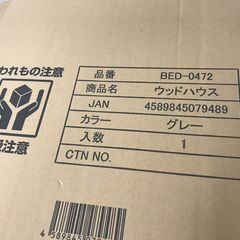 われもの注意
品番 BED-0472
商品名 ウッドハウス
JAN 4589845079489
カラー グレー
入数 1
CTN NO.
注意